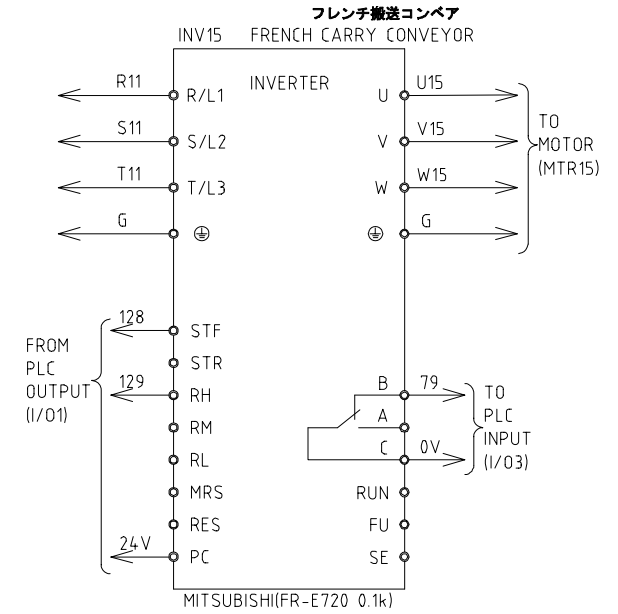 フレンチ搬送コンベア
INV15 FRENCH CARRY CONVEYOR
INVERTER
R11 R/L1 U U15
S11 S/L2 V V15
T11 T/L3 W W15
G G
TO
MOTOR
(MTR15)
128 STF
STR
129 RH B 79
RM A
RL C 0V
MRS RUN
RES FU
24V PC SE
FROM
PLC
OUTPUT
(I/O1)
TO
PLC
INPUT
(I/O3)
MITSUBISHI(FR-E720 0.1k)